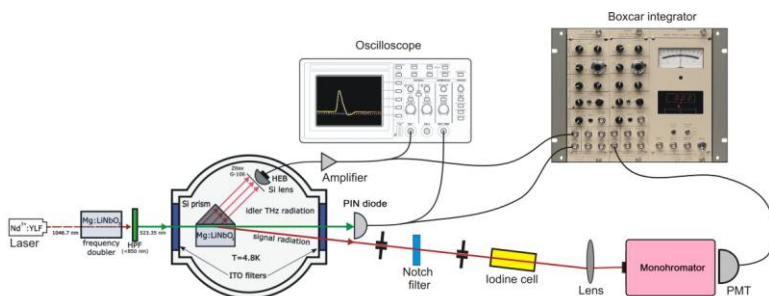 Boxcar integrator
Oscilloscope
Amplifier
Zitex
G-106
HEB
Si lens
Si prism
PIN diode
idler THz radiation
Nd³⁺:YLF
Laser
1046.7 nm
Mg:LiNbO₃
frequency
doubler
HPF
(<850 nm)
523.35 nm
Mg:LiNbO₃
signal radiation
T=4.8K
ITO filters
Notch
filter
Iodine cell
Lens
Monohromator
PMT